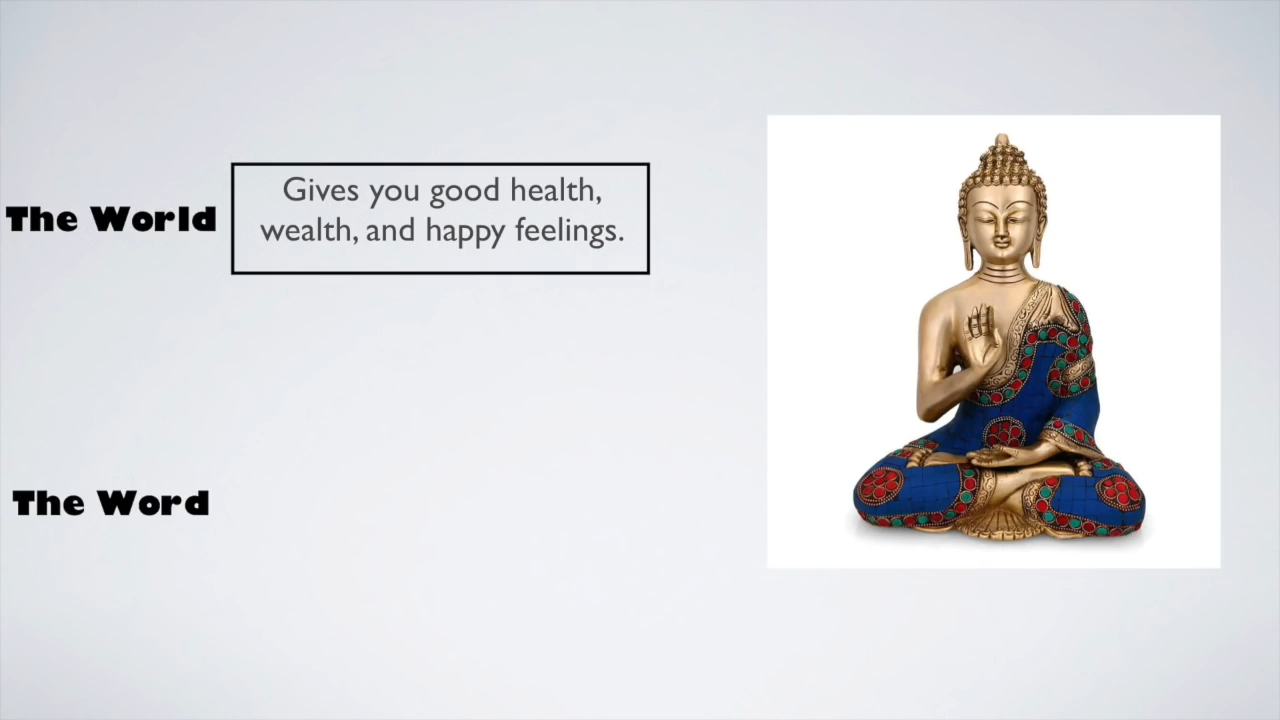 The World
Gives you good health,
wealth, and happy feelings.
The Word